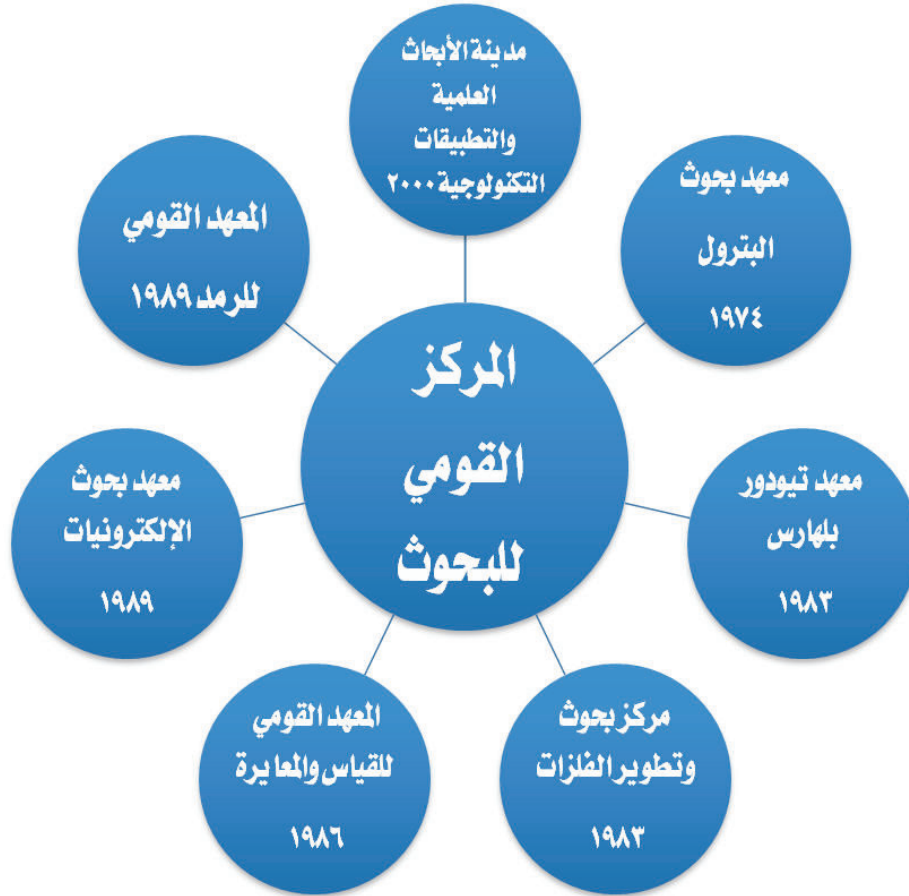 مدينة الأبحاث
العلمية
والتطبيقات
التكنولوجية ٢٠٠٠
معهد بحوث
البترول
١٩٧٤
المعهد القومي
للرمد ١٩٨٩
المركز
القومي
للبحوث
معهد تيودور
بلهارس
١٩٨٣
معهد بحوث
الإلكترونيات
١٩٨٩
مركز بحوث
وتطوير الفلزات
١٩٨٣
المعهد القومي
للقياس والمعايرة
١٩٨٦